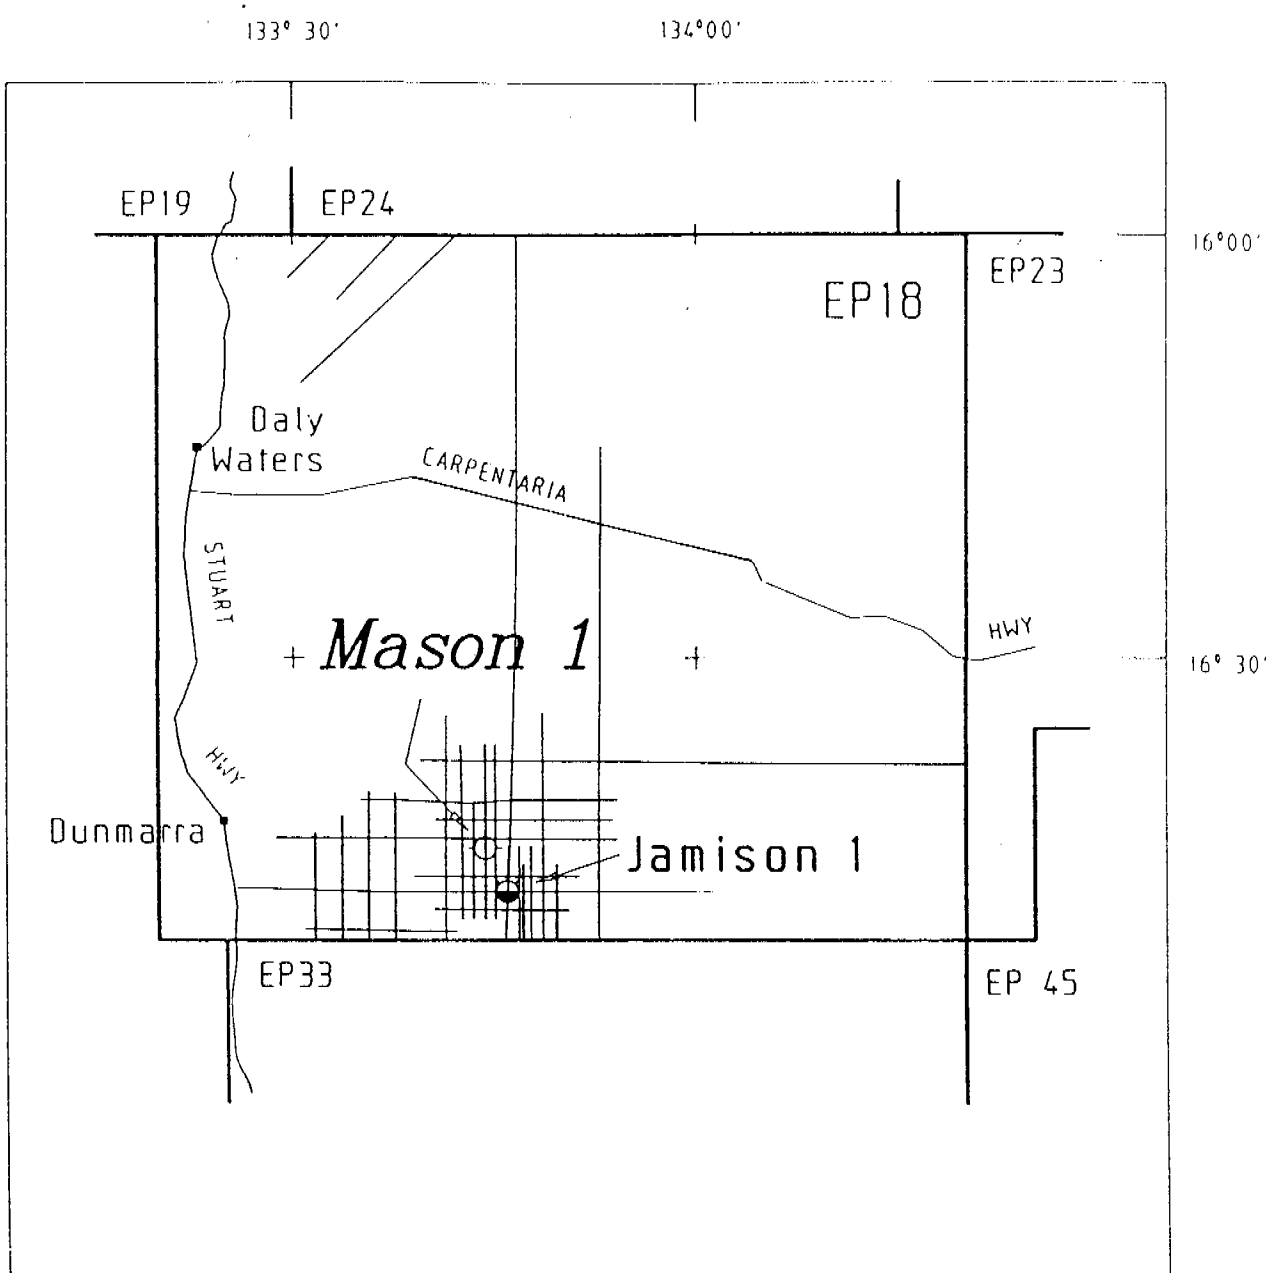 133° 30'
134°00'
EP19
EP24
16°00'
EP23
EP18
Daly
Waters
CARPENTARIA
STUART
HWY
Mason 1
16° 30'
HWY
Dunmarra
Jamison 1
EP33
EP 45